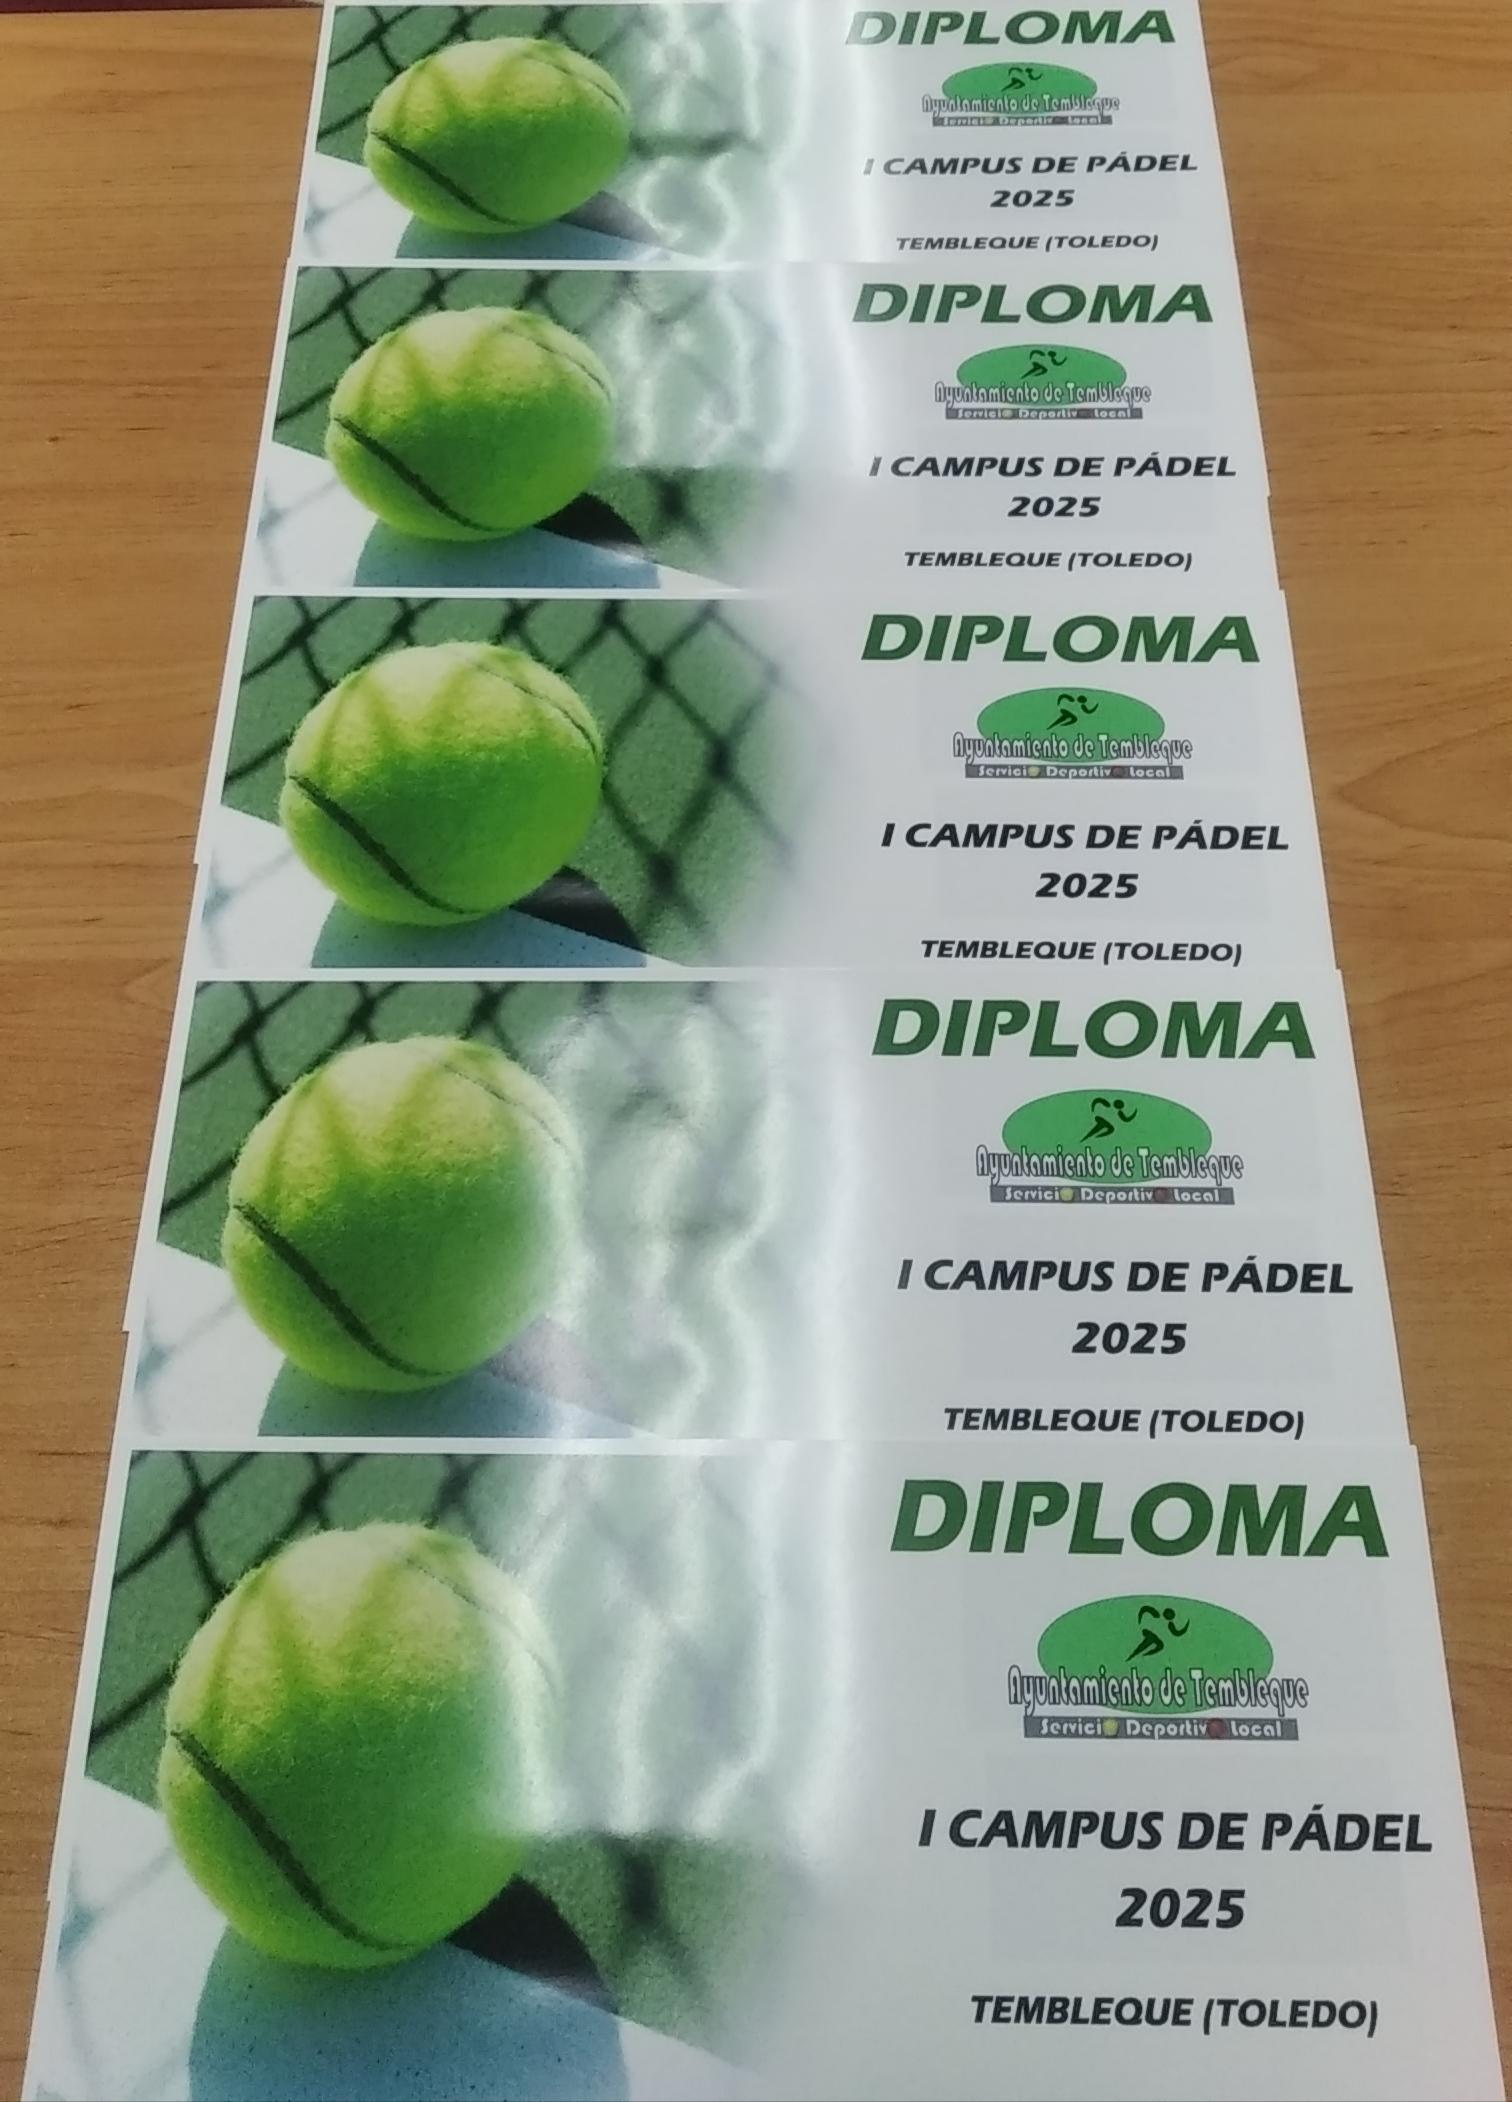 DIPLOMA
Ayuntamiento de Tembleque
Servicio Deportivo Local
I CAMPUS DE PÁDEL
2025
TEMBLEQUE (TOLEDO)
DIPLOMA
Ayuntamiento de Tembleque
Servicio Deportivo Local
I CAMPUS DE PÁDEL
2025
TEMBLEQUE (TOLEDO)
DIPLOMA
Ayuntamiento de Tembleque
Servicio Deportivo Local
I CAMPUS DE PÁDEL
2025
TEMBLEQUE (TOLEDO)
DIPLOMA
Ayuntamiento de Tembleque
Servicio Deportivo Local
I CAMPUS DE PÁDEL
2025
TEMBLEQUE (TOLEDO)
DIPLOMA
Ayuntamiento de Tembleque
Servicio Deportivo Local
I CAMPUS DE PÁDEL
2025
TEMBLEQUE (TOLEDO)